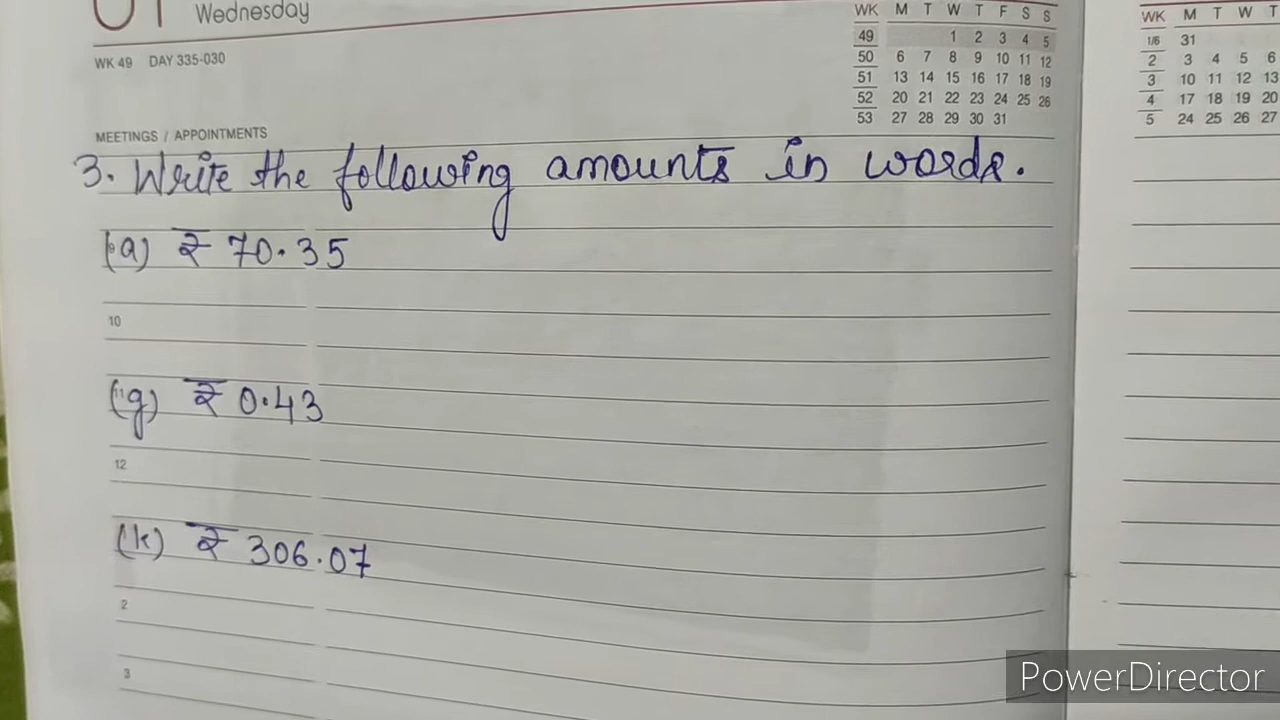 Wednesday
WK 49 DAY 335-030
WK M T W T F S S
49 1 2 3 4 5
50 6 7 8 9 10 11 12
51 13 14 15 16 17 18 19
52 20 21 22 23 24 25 26
53 27 28 29 30 31
WK M T W T
1/6 31
2 3 4 5 6
3 10 11 12 13
4 17 18 19 20
5 24 25 26 27
MEETINGS / APPOINTMENTS
3. Write the following amounts in words.
(a) ₹ 70.35
10
(g) ₹ 0.43
12
(k) ₹ 306.07
2
3
PowerDirector